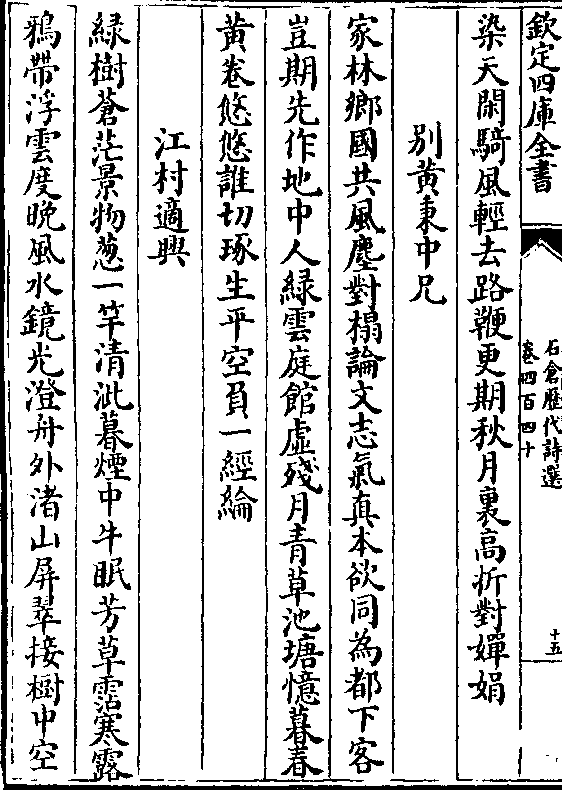 欽定四庫全書
石倉歷代詩選
卷四百四十
十五
染天閑騎風輕去路鞭更期秋月裏高折對嬋娟
別黃秉中兄
家林鄉國共風塵對榻論文志氣真本欲同為都下客
豈期先作地中人緑雲庭館虛殘月青草池塘憶暮春
黃卷悠悠誰切琢生平空負一經綸
江村適興
緑樹蒼茫景物葱一竿清泚暮煙中牛眠芳草霑寒露
鴉帶浮雲度晚風水鏡光澄舟外渚山屏翠接樹中空